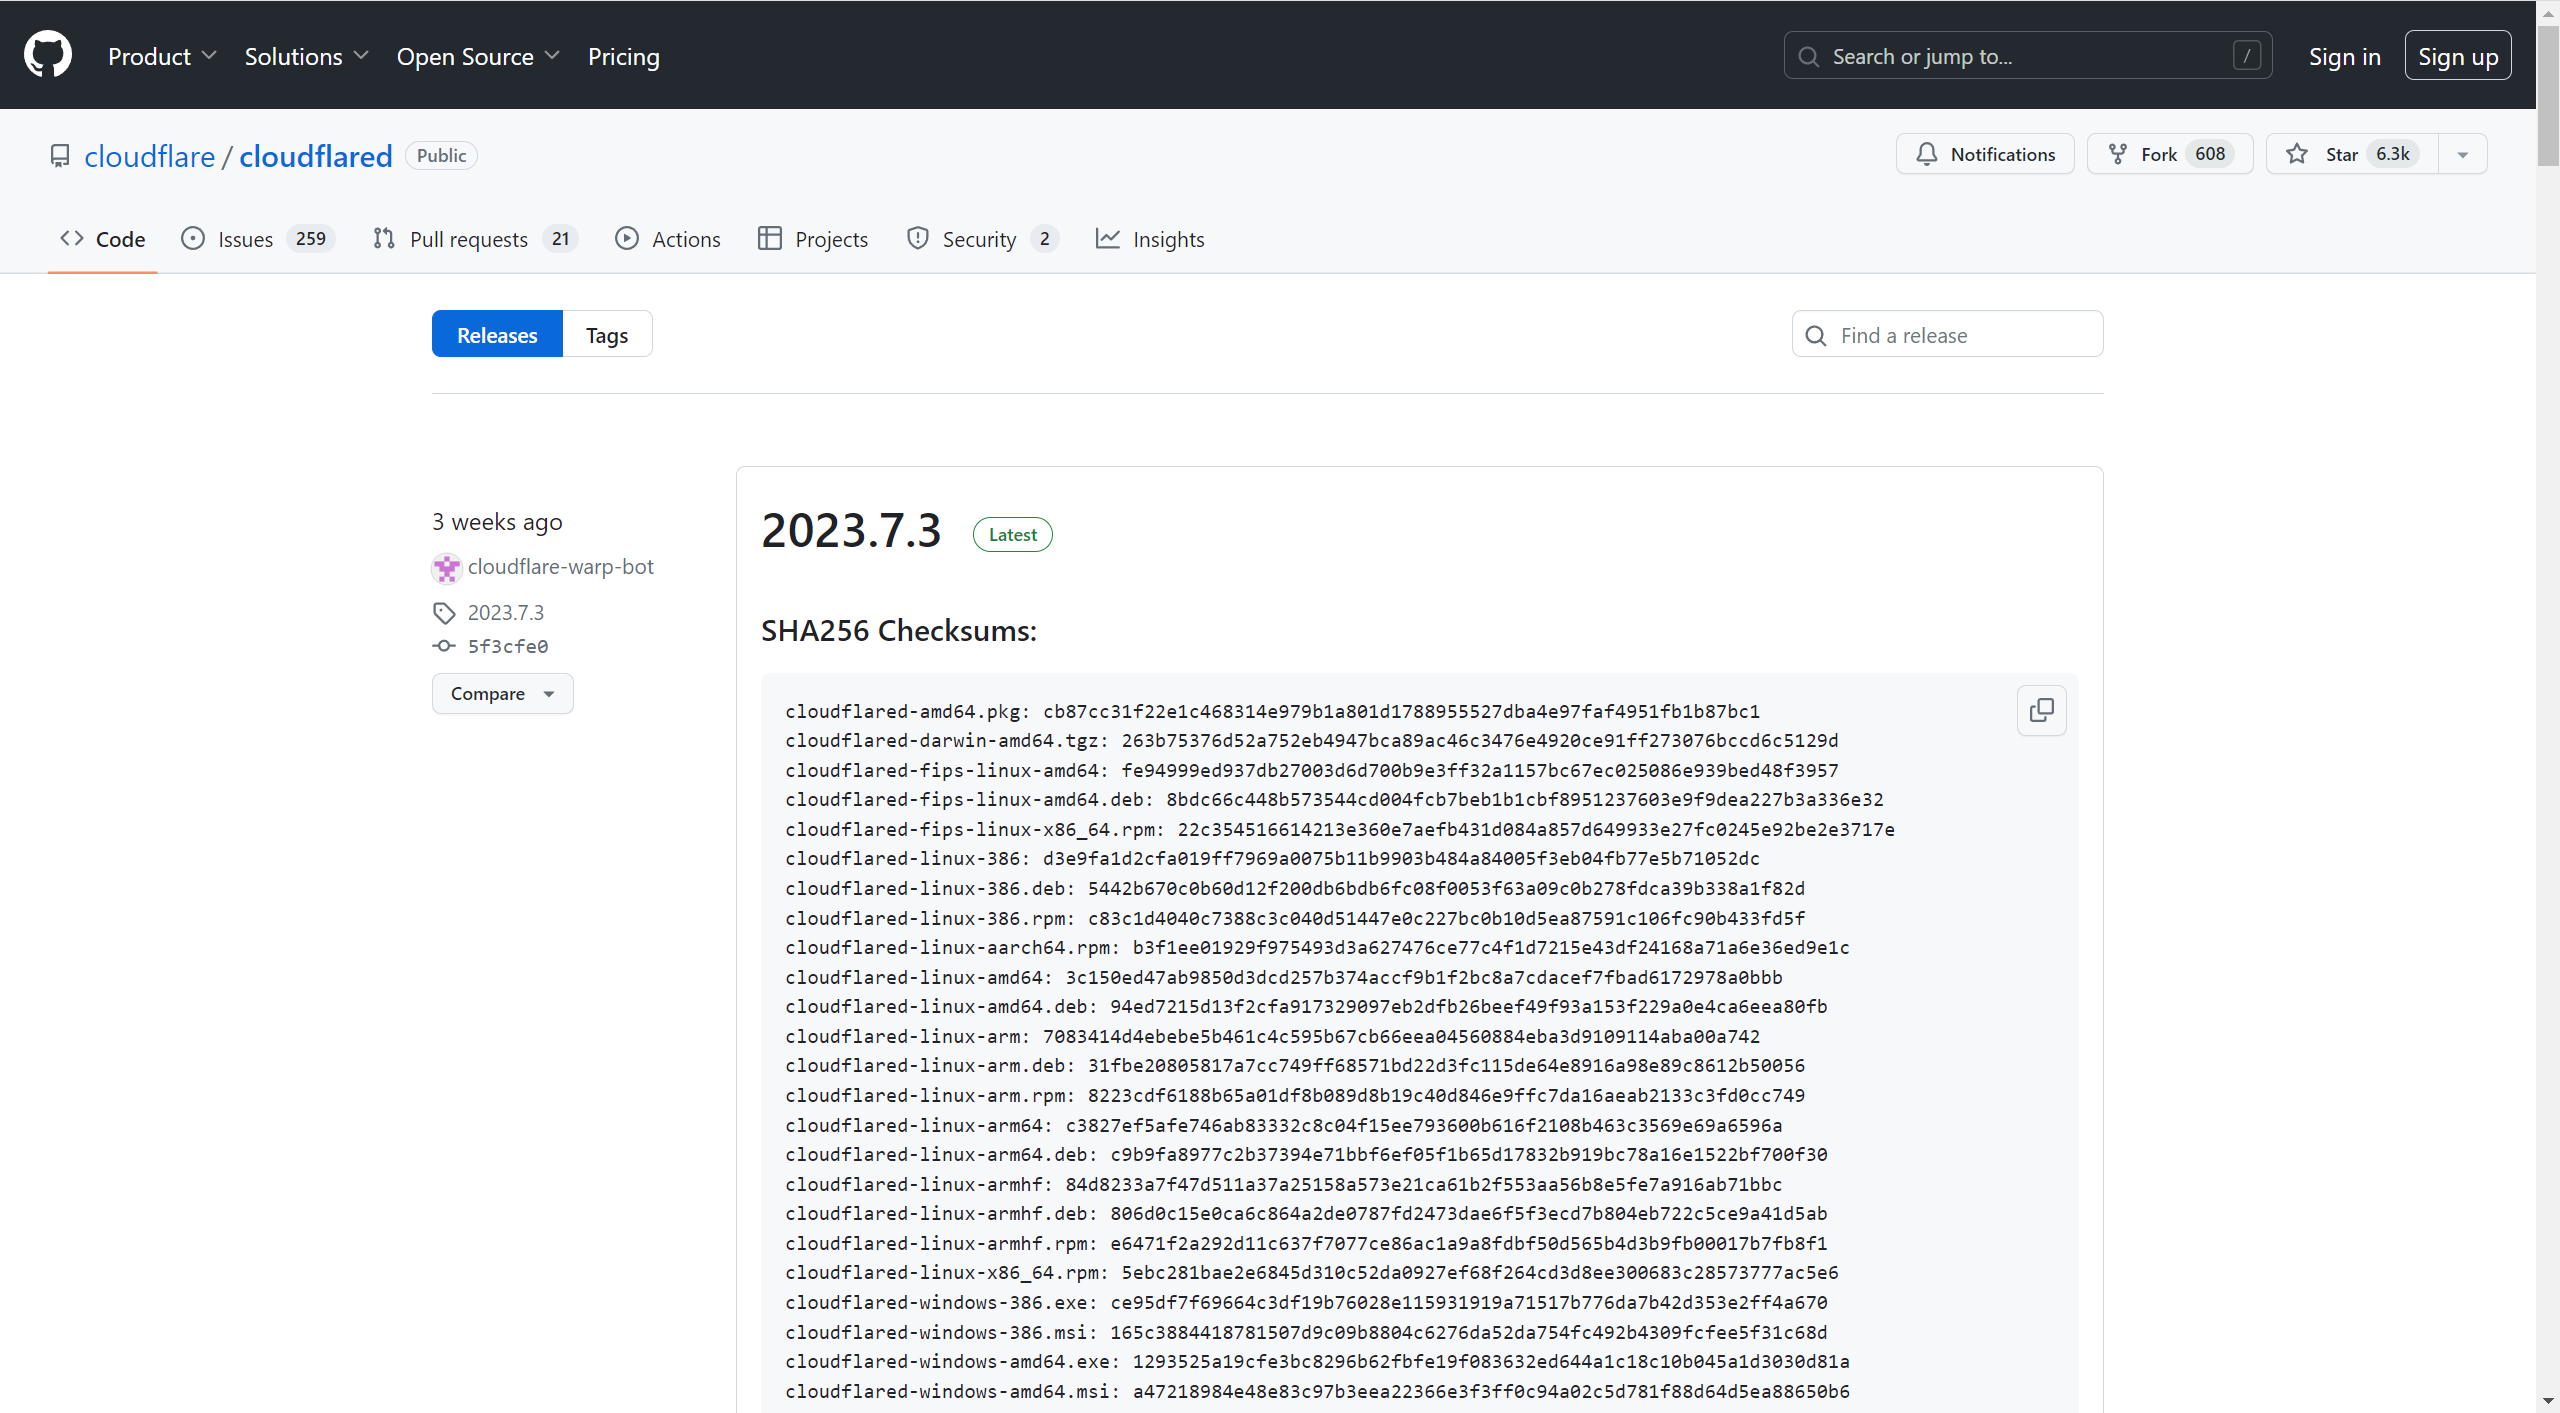 Product Solutions Open Source Pricing Search or jump to... / Sign in Sign up
cloudflare / cloudflared Public Notifications Fork 608 Star 6.3k
Code Issues 259 Pull requests 21 Actions Projects Security 2 Insights
Releases Tags Find a release
3 weeks ago
cloudflare-warp-bot
2023.7.3
5f3cfe0
Compare
2023.7.3 Latest
SHA256 Checksums:
cloudflared-amd64.pkg: cb87cc31f22e1c468314e979b1a801d1788955527dba4e97faf4951fb1b87bc1
cloudflared-darwin-amd64.tgz: 263b75376d52a752eb4947bca89ac46c3476e4920ce91ff273076bccd6c5129d
cloudflared-fips-linux-amd64: fe94999ed937db27003d6d700b9e3ff32a1157bc67ec025086e939bed48f3957
cloudflared-fips-linux-amd64.deb: 8bdc66c448b573544cd004fcb7beb1b1cbf8951237603e9f9dea227b3a336e32
cloudflared-fips-linux-x86_64.rpm: 22c354516614213e360e7aefb431d084a857d649933e27fc0245e92be2e3717e
cloudflared-linux-386: d3e9fa1d2cfa019ff7969a0075b11b9903b484a84005f3eb04fb77e5b71052dc
cloudflared-linux-386.deb: 5442b670c0b60d12f200db6bdb6fc08f0053f63a09c0b278fdca39b338a1f82d
cloudflared-linux-386.rpm: c83c1d4040c7388c3c040d51447e0c227bc0b10d5ea87591c106fc90b433fd5f
cloudflared-linux-aarch64.rpm: b3f1ee01929f975493d3a627476ce77c4f1d7215e43df24168a71a6e36ed9e1c
cloudflared-linux-amd64: 3c150ed47ab9850d3dcd257b374accf9b1f2bc8a7cdacef7fbad6172978a0bbb
cloudflared-linux-amd64.deb: 94ed7215d13f2cfa917329097eb2dfb26beef49f93a153f229a0e4ca6eea80fb
cloudflared-linux-arm: 7083414d4ebebe5b461c4c595b67cb66eea04560884eba3d9109114aba00a742
cloudflared-linux-arm.deb: 31fbe20805817a7cc749ff68571bd22d3fc115de64e8916a98e89c8612b50056
cloudflared-linux-arm.rpm: 8223cdf6188b65a01df8b089d8b19c40d846e9ffc7da16aeab2133c3fd0cc749
cloudflared-linux-arm64: c3827ef5afe746ab83332c8c04f15ee793600b616f2108b463c3569e69a6596a
cloudflared-linux-arm64.deb: c9b9fa8977c2b37394e71bbf6ef05f1b65d17832b919bc78a16e1522bf700f30
cloudflared-linux-armhf: 84d8233a7f47d511a37a25158a573e21ca61b2f553aa56b8e5fe7a916ab71bbc
cloudflared-linux-armhf.deb: 806d0c15e0ca6c864a2de0787fd2473dae6f5f3ecd7b804eb722c5ce9a41d5ab
cloudflared-linux-armhf.rpm: e6471f2a292d11c637f7077ce86ac1a9a8fdbf50d565b4d3b9fb00017b7fb8f1
cloudflared-linux-x86_64.rpm: 5ebc281bae2e6845d310c52da0927ef68f264cd3d8ee300683c28573777ac5e6
cloudflared-windows-386.exe: ce95df7f69664c3df19b76028e115931919a71517b776da7b42d353e2ff4a670
cloudflared-windows-386.msi: 165c3884418781507d9c09b8804c6276da52da754fc492b4309fcfee5f31c68d
cloudflared-windows-amd64.exe: 1293525a19cfe3bc8296b62fbfe19f083632ed644a1c18c10b045a1d3030d81a
cloudflared-windows-amd64.msi: a47218984e48e83c97b3eea22366e3f3ff0c94a02c5d781f88d64d5ea88650b6